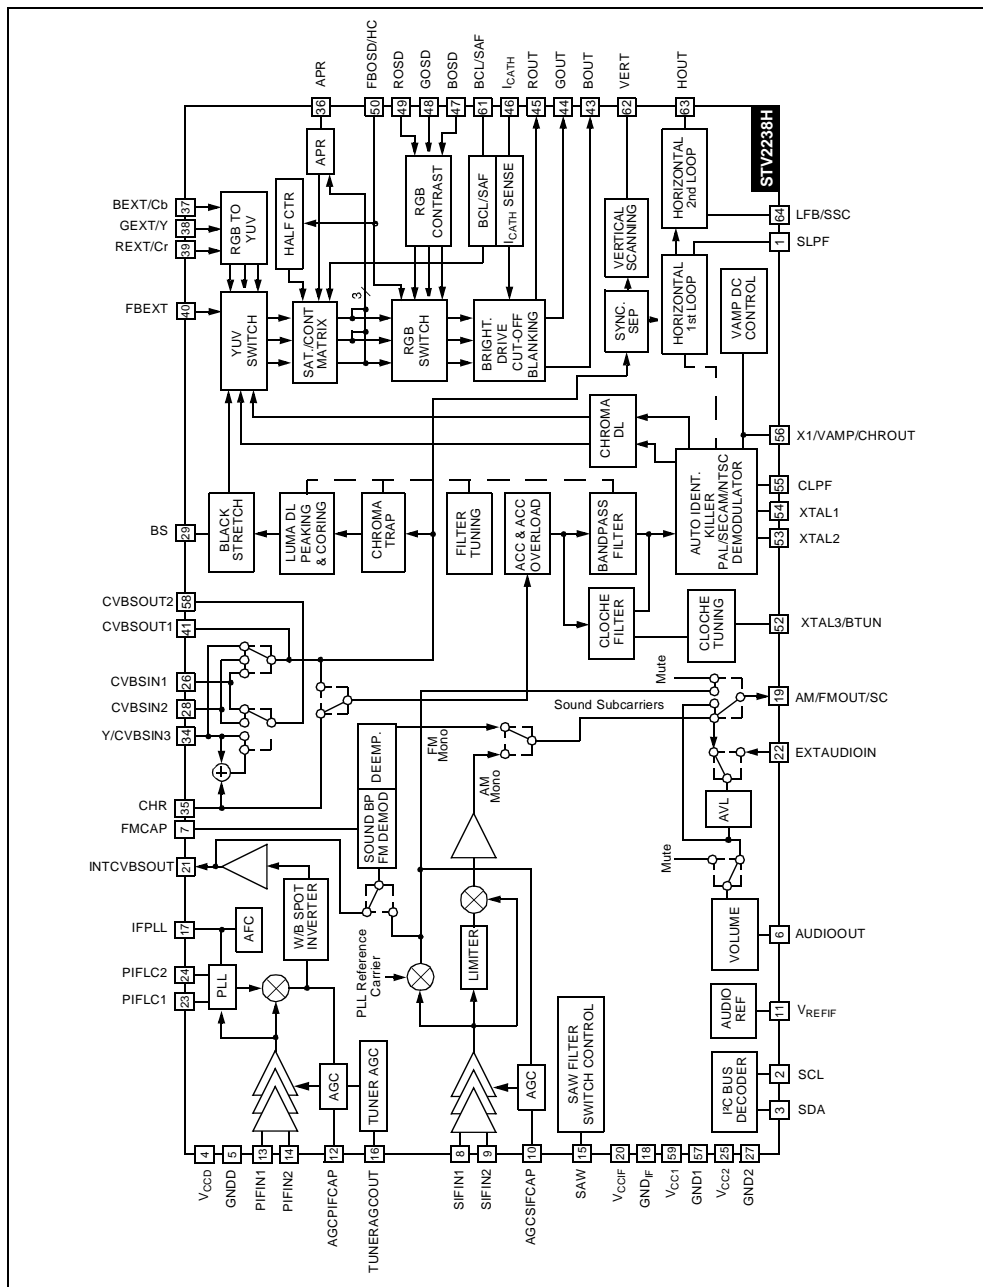 APR
FBOSD/HC
ROSD
GOSD
BOSD
BCL/SAF
ICATH
ROUT
GOUT
BOUT
VERT
HOUT
36
50
49
48
47
61
46
45
44
43
62
63
STV2238H
BEXT/Cb
37
GEXT/Y
38
REXT/Cr
39
FBEXT
40
RGB TO
YUV
HALF CTR
APR
RGB
CONTRAST
BCL/SAF
ICATH SENSE
VERTICAL
SCANNING
HORIZONTAL
2nd LOOP
64
LFB/SSC
1
SLPF
YUV
SWITCH
SAT./CONT
MATRIX
3
RGB
SWITCH
BRIGHT.
DRIVE
CUT-OFF
BLANKING
SYNC.
SEP
HORIZONTAL
1st LOOP
VAMP DC
CONTROL
CHROMA
DL
56
X1/VAMP/CHROUT
55
CLPF
54
XTAL1
53
XTAL2
BS
29
BLACK
STRETCH
LUMA DL
PEAKING
& CORING
CHROMA
TRAP
FILTER
TUNING
ACC & ACC
OVERLOAD
BANDPASS
FILTER
AUTO IDENT.
KILLER
PAL/SECAM/NTSC
DEMODULATOR
CLOCHE
FILTER
CLOCHE
TUNING
52
XTAL3/BTUN
CVBSOUT2
58
CVBSOUT1
41
CVBSIN1
26
CVBSIN2
28
Y/CVBSIN3
34
CHR
35
FMCAP
7
INTCVBSOUT
21
IFPLL
17
PIFLC2
24
PIFLC1
23
Mute
Sound Subcarriers
19
AM/FMOUT/SC
22
EXTAUDIOIN
DEEMP.
SOUND BP
FM DEMOD
FM
Mono
AM
Mono
AVL
Mute
VOLUME
6
AUDIOOUT
W/B SPOT
INVERTER
AFC
PLL
PLL Reference
Carrier
LIMITER
AUDIO
REF
11
VREFIF
AGC
TUNER AGC
AGC
SAW FILTER
SWITCH CONTROL
I²C BUS
DECODER
2
SCL
3
SDA
4
5
13
14
12
16
8
9
10
15
20
18
59
57
25
27
VCCD
GNDD
PIFIN1
PIFIN2
AGCPIFCAP
TUNERAGCOUT
SIFIN1
SIFIN2
AGCSIFCAP
SAW
VCCIF
GNDIF
VCC1
GND1
VCC2
GND2